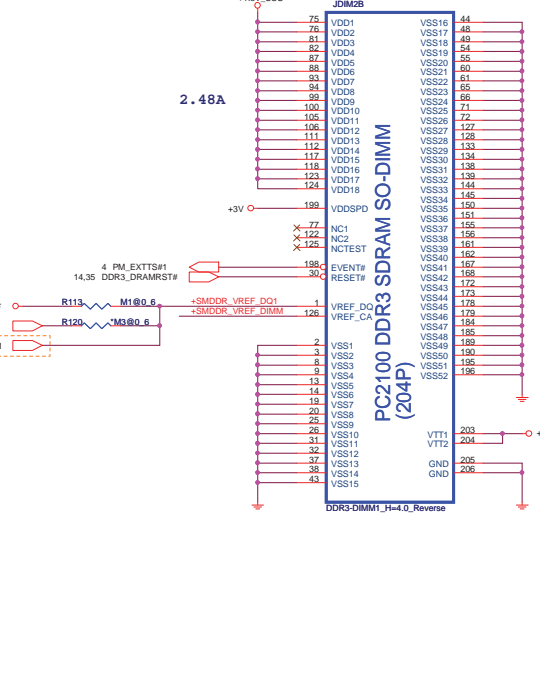 JDIM2B
75 VDD1 VSS16 44
76 VDD2 VSS17 48
81 VDD3 VSS18 49
82 VDD4 VSS19 54
87 VDD5 VSS20 55
88 VDD6 VSS21 60
93 VDD7 VSS22 61
94 VDD8 VSS23 65
99 VDD9 VSS24 66
100 VDD10 VSS25 71
105 VDD11 VSS26 72
106 VDD12 VSS27 127
111 VDD13 VSS28 128
112 VDD14 VSS29 133
117 VDD15 VSS30 134
118 VDD16 VSS31 138
123 VDD17 VSS32 139
124 VDD18 VSS33 144
VSS34 145
VSS35 150
VSS36 151
VSS37 155
VSS38 156
VSS39 161
VSS40 162
VSS41 167
VSS42 168
VSS43 172
VSS44 173
VSS45 178
VSS46 179
VSS47 184
VSS48 185
VSS49 189
VSS50 190
VSS51 195
VSS52 196
2.48A
+3V 199 VDDSPD
77 NC1
122 NC2
125 NCTEST
4 PM_EXTTS#1 198 EVENT#
14,35 DDR3_DRAMRST# 30 RESET#
R113 M1@0_6 +SMDDR_VREF_DQ1 1 VREF_DQ
+SMDDR_VREF_DIMM 126 VREF_CA
R120 *M3@0_6
2 VSS1
3 VSS2
8 VSS3
9 VSS4
13 VSS5
14 VSS6
19 VSS7
20 VSS8
25 VSS9
26 VSS10
31 VSS11
32 VSS12
37 VSS13
38 VSS14
43 VSS15
PC2100 DDR3 SDRAM SO-DIMM
(204P)
VTT1 203
VTT2 204
+
GND 205
GND 206
DDR3-DIMM1_H=4.0_Reverse